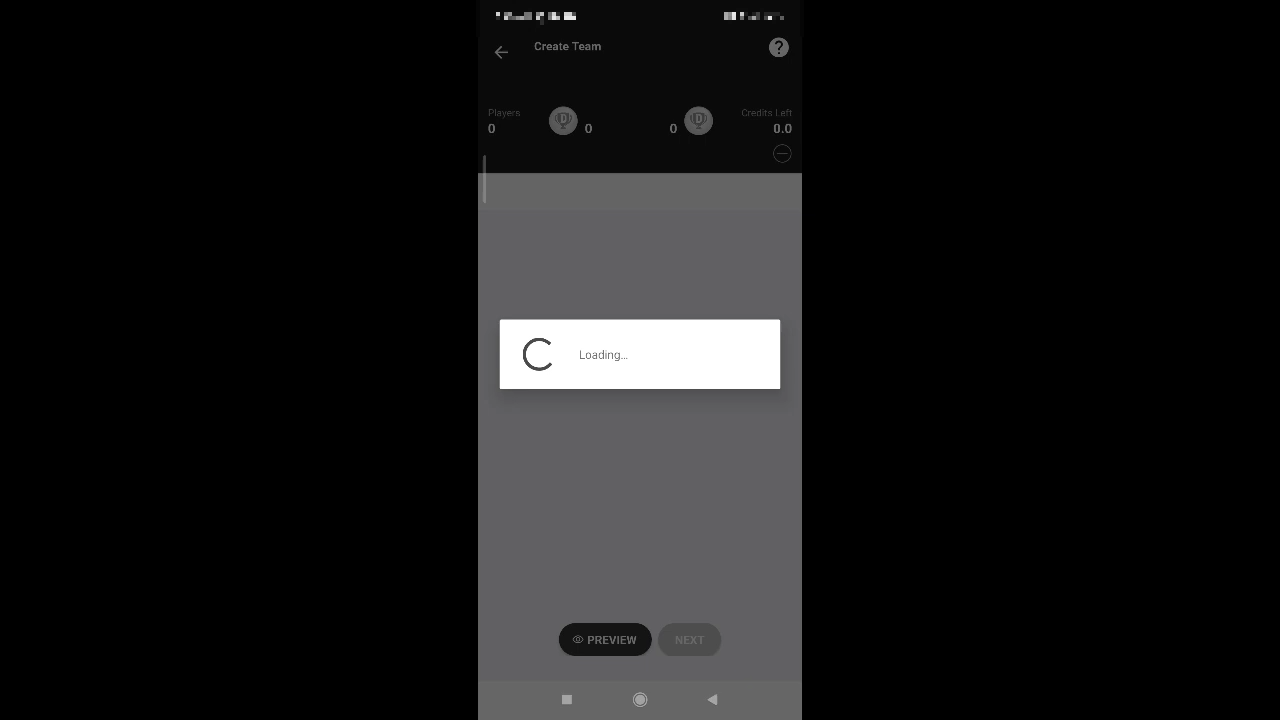 Create Team
?
Players
0
D
0
0
D
Credits Left
0.0
Loading...
PREVIEW
NEXT